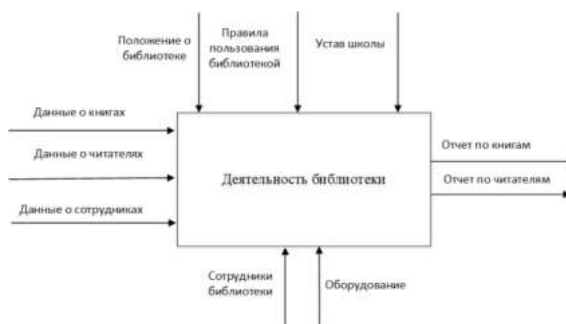 Положение о
библиотеке
Правила
пользования
библиотекой
Устав школы
Данные о книгах
Данные о читателях
Данные о сотрудниках
Деятельность библиотеки
Отчет по книгам
Отчет по читателям
Сотрудники
библиотеки
Оборудование